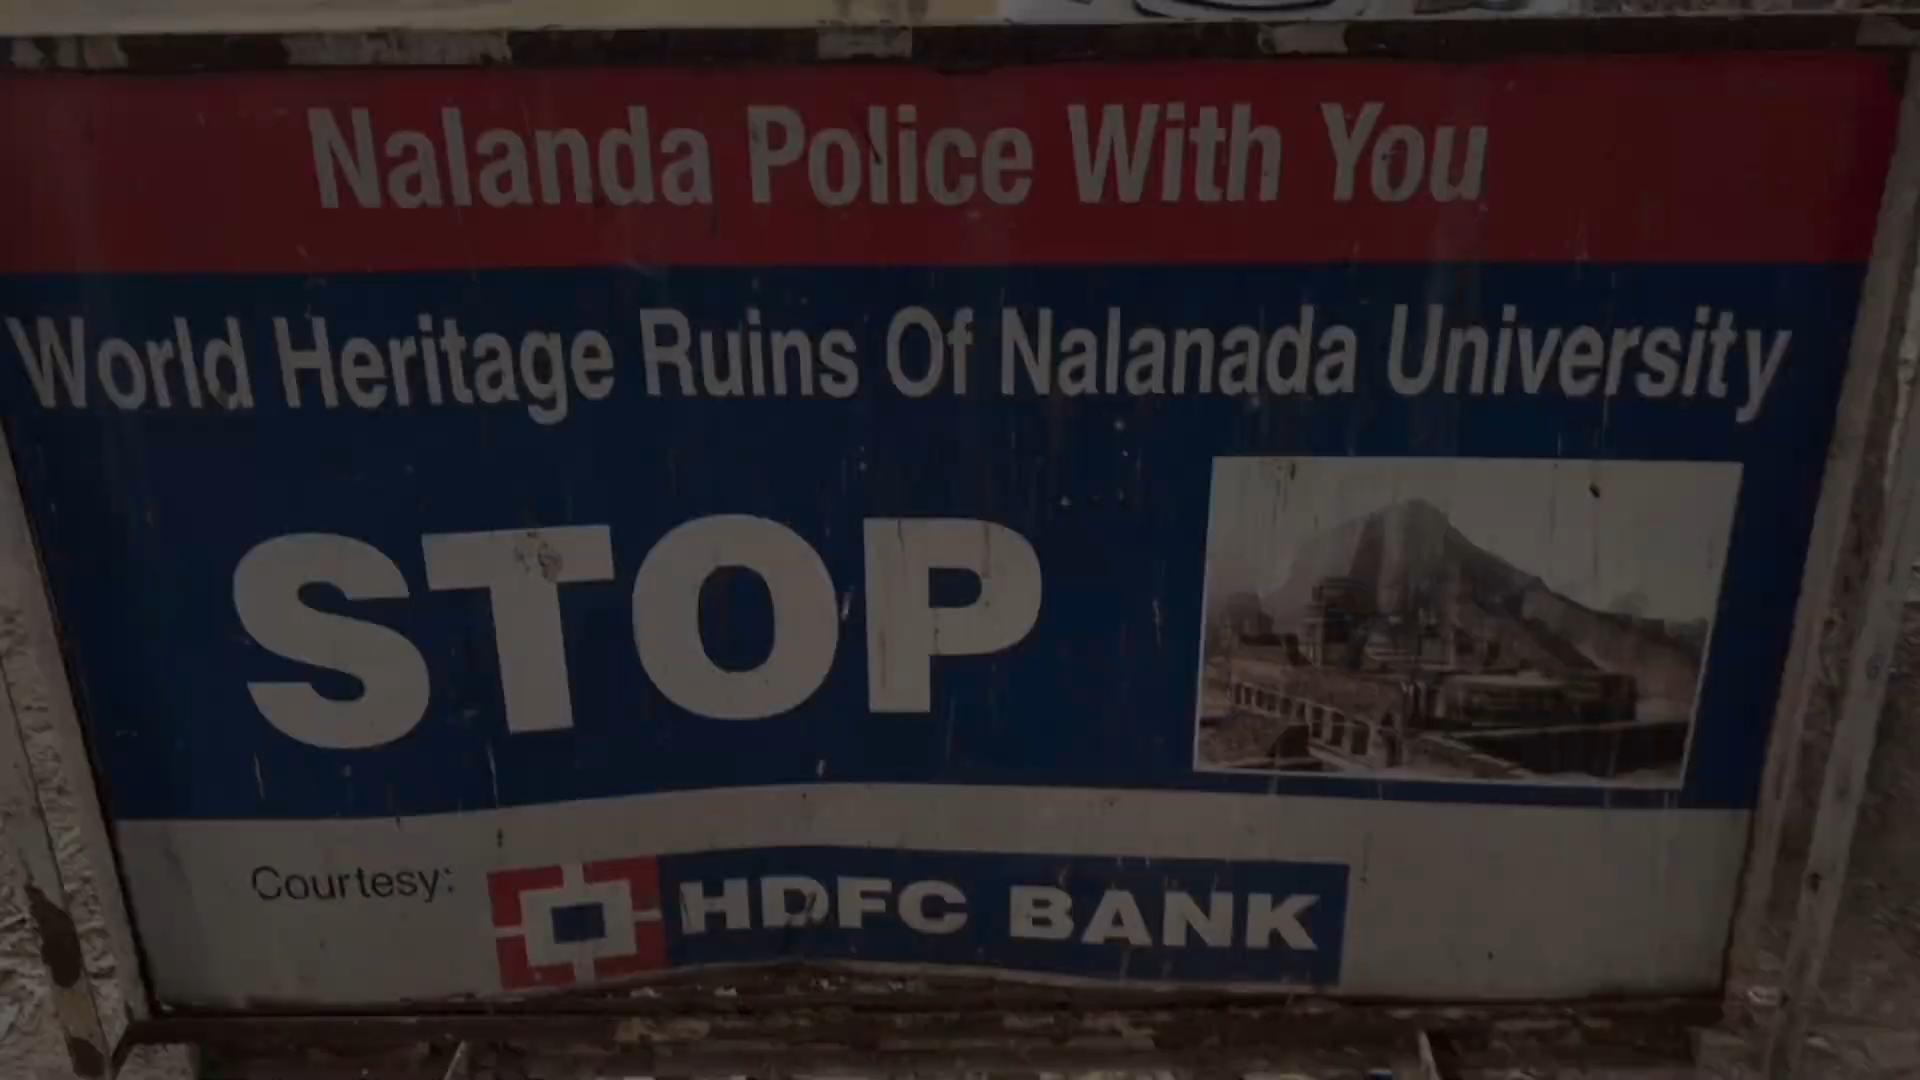 Nalanda Police With You
World Heritage Ruins Of Nalanada University
STOP
Courtesy: HDFC BANK